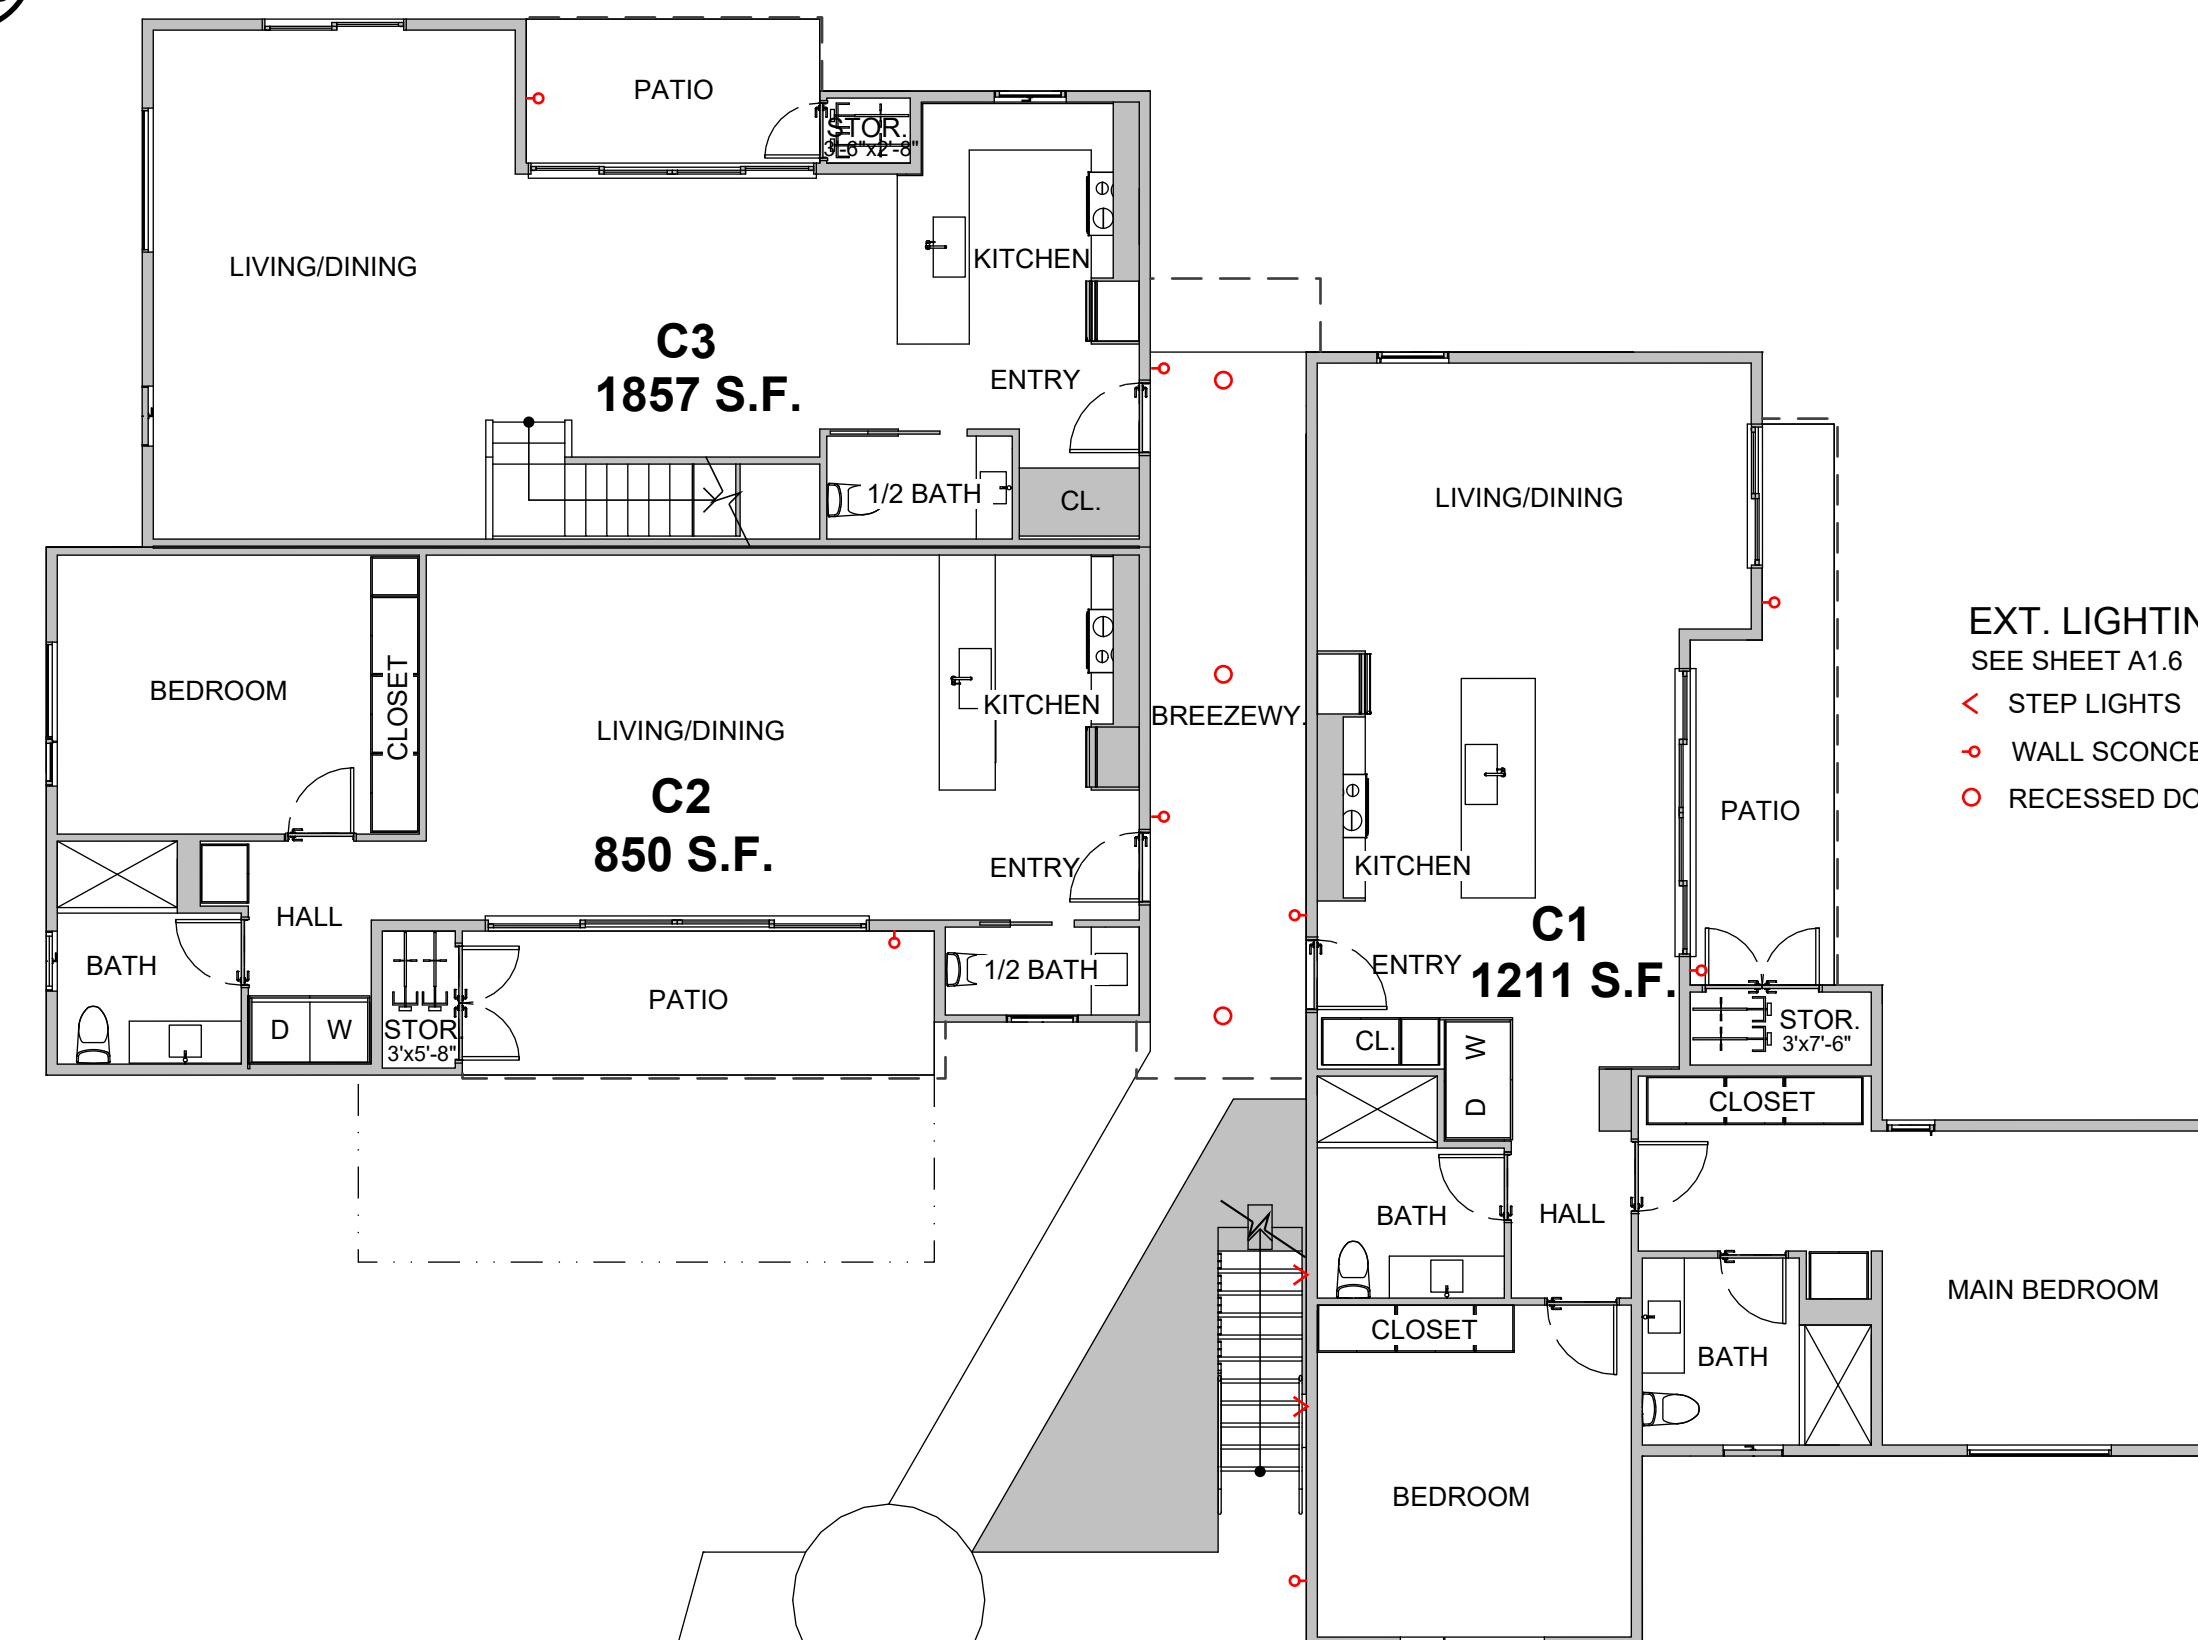 PATIO
STOR.
3'-6"x2'-8"
LIVING/DINING
KITCHEN
C3
1857 S.F.
ENTRY
1/2 BATH
CL.
BEDROOM
CLOSET
LIVING/DINING
KITCHEN
C2
850 S.F.
ENTRY
HALL
BATH
D W
STOR.
3'x5'-8"
PATIO
1/2 BATH
BREEZEWY.
LIVING/DINING
KITCHEN
PATIO
C1
1211 S.F.
ENTRY
CL.
D W
STOR.
3'x7'-6"
CLOSET
BATH
HALL
MAIN BEDROOM
CLOSET
BATH
BEDROOM
EXT. LIGHTIN
SEE SHEET A1.6
STEP LIGHTS
WALL SCONCE
RECESSED DO